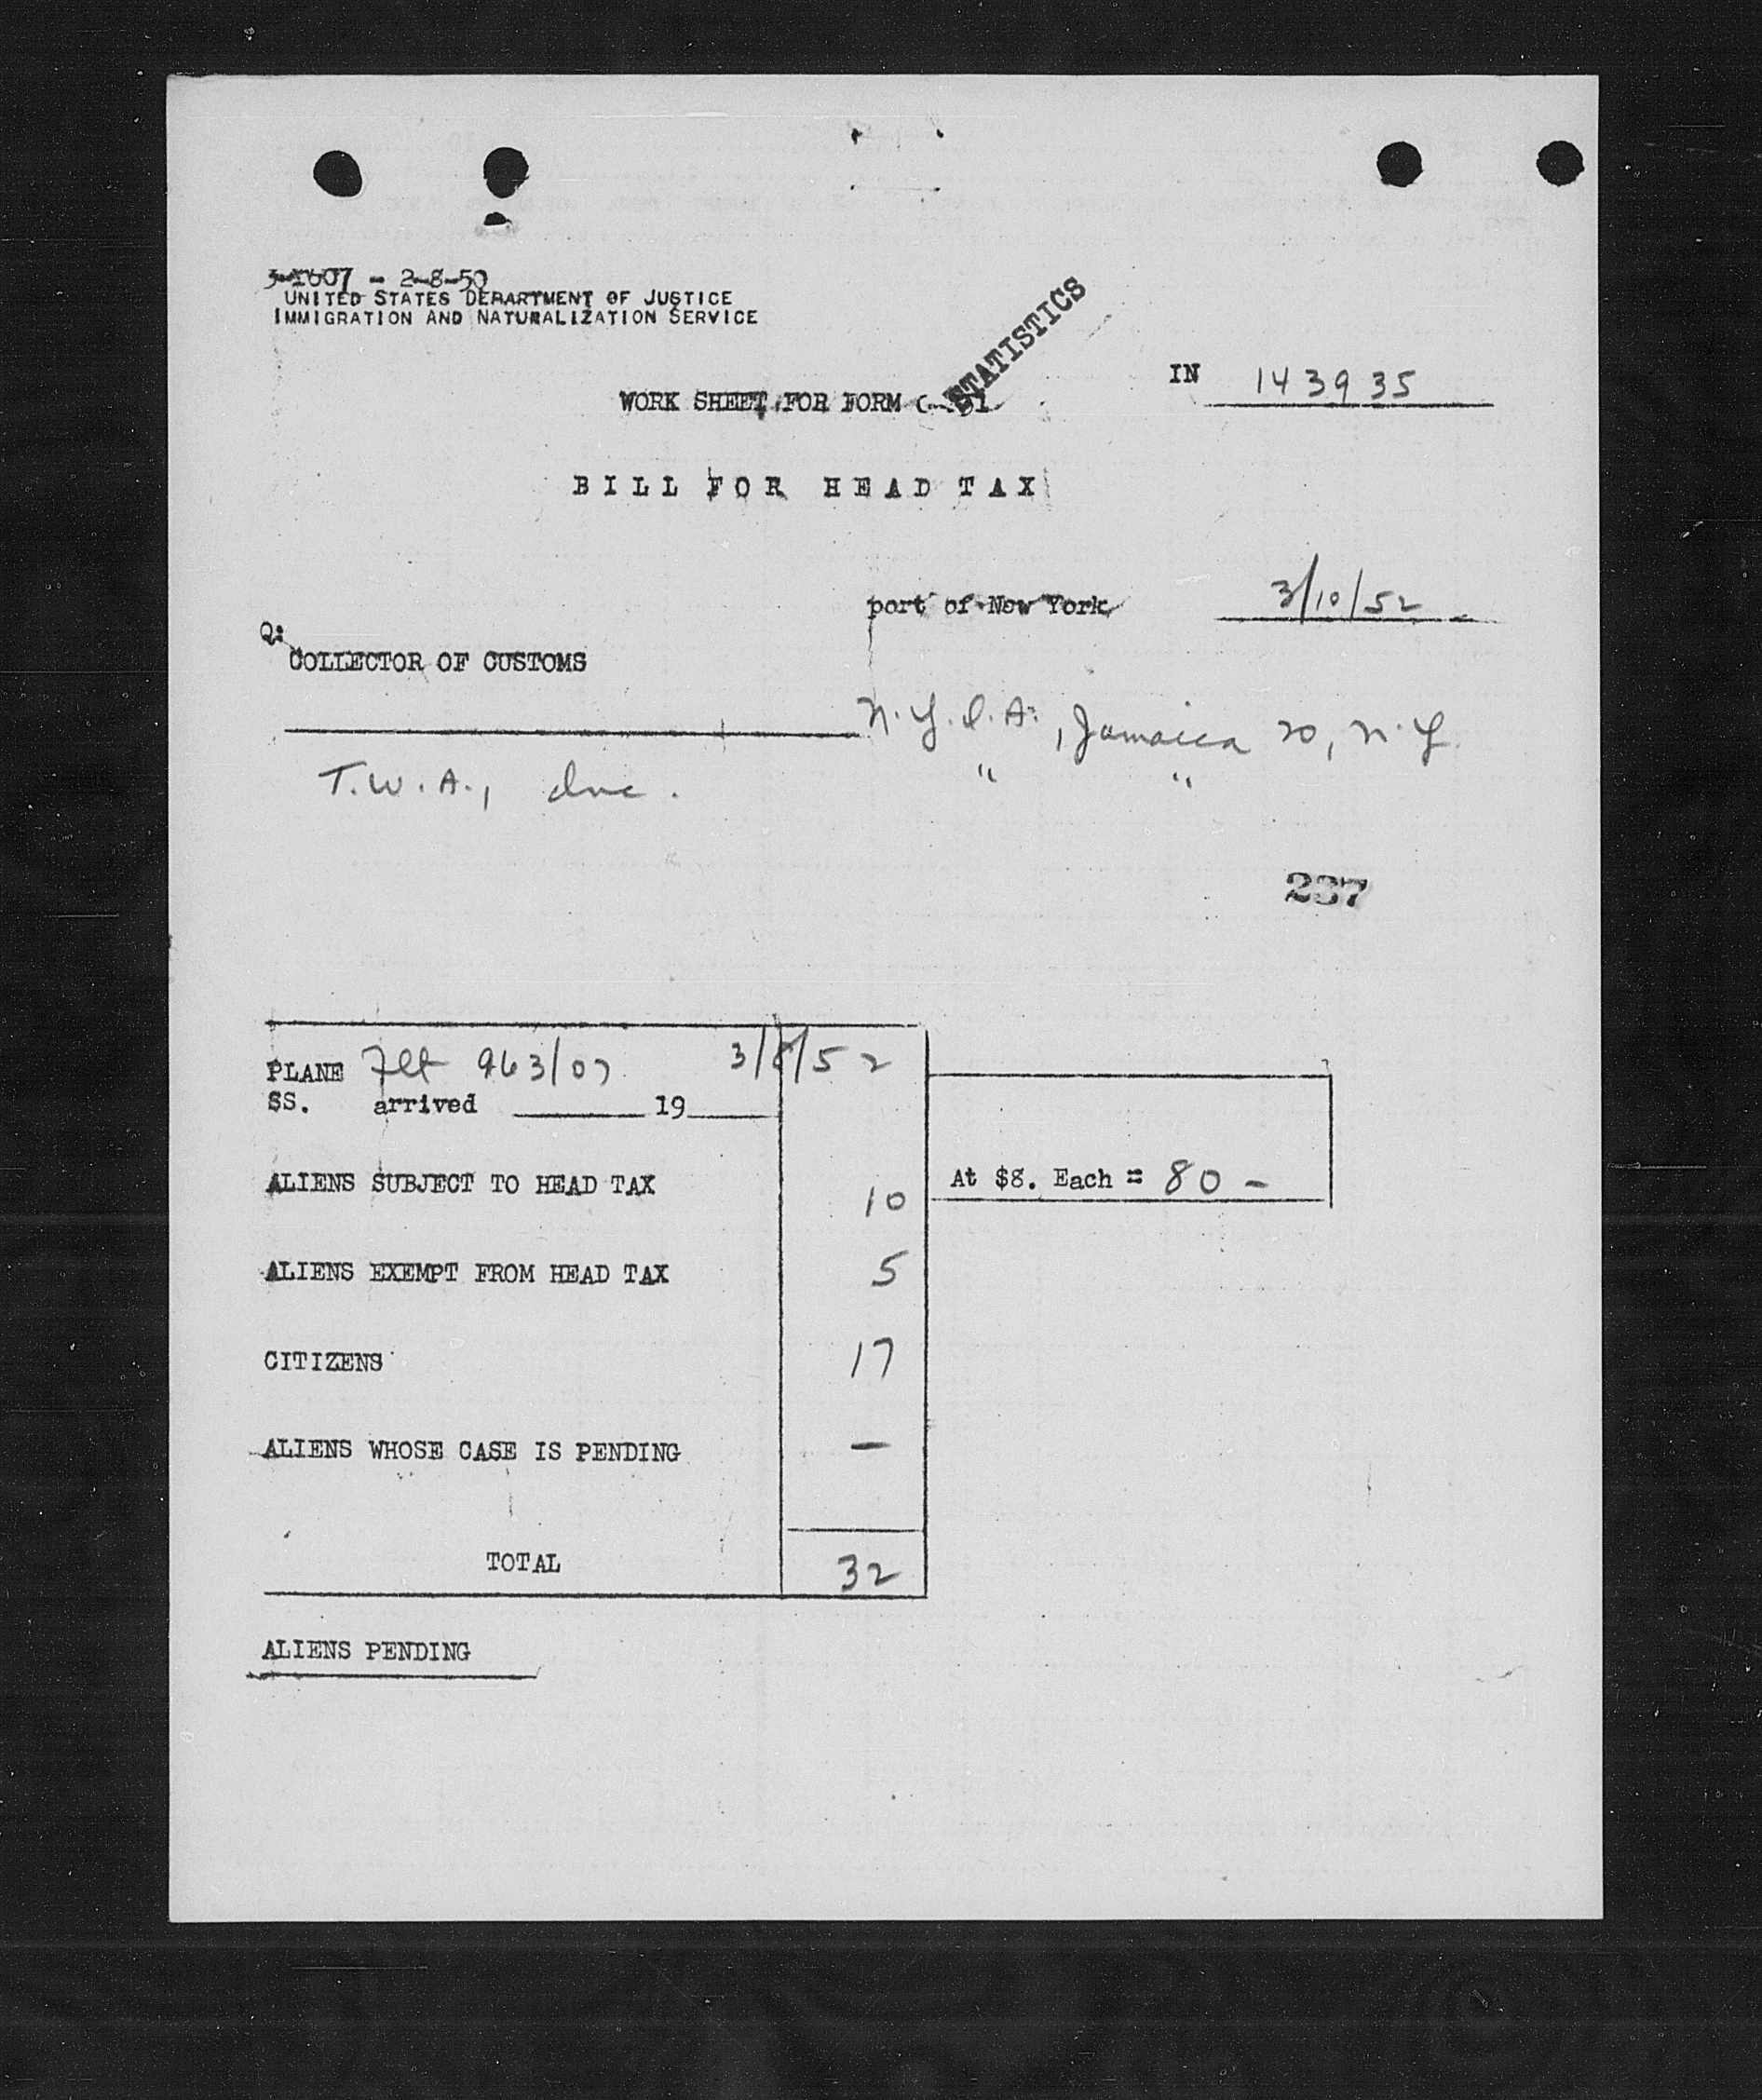 3-1607 - 2-8-50
UNITED STATES DEPARTMENT OF JUSTICE
IMMIGRATION AND NATURALIZATION SERVICE
STATISTICS
IN 143935
WORK SHEET FOR FORM
BILL FOR HEAD TAX
port of New York 3/10/52
COLLECTOR OF CUSTOMS
N.Y.I.A., Jamaica 20, N.Y.
T.W.A., Inc. " "
237
PLANE Flt 963/07 3/8/52
SS. arrived 19
ALIENS SUBJECT TO HEAD TAX 10 At $8. Each = 80 -
ALIENS EXEMPT FROM HEAD TAX 5
CITIZENS 17
ALIENS WHOSE CASE IS PENDING —
TOTAL 32
ALIENS PENDING